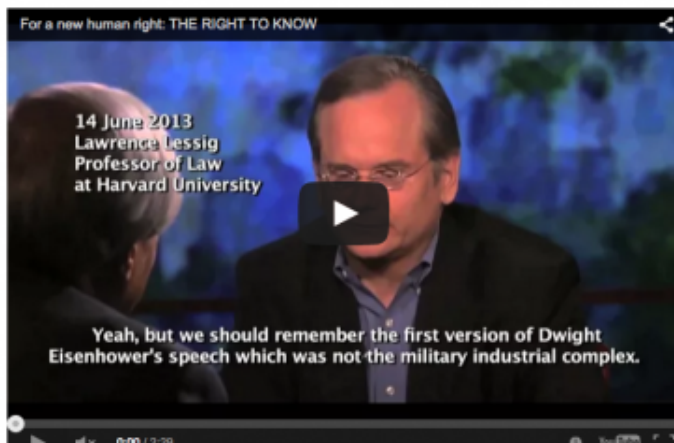 For a new human right: THE RIGHT TO KNOW
14 June 2013
Lawrence Lessig
Professor of Law
at Harvard University
Yeah, but we should remember the first version of Dwight
Eisenhower's speech which was not the military industrial complex.
0:00 / 2:29